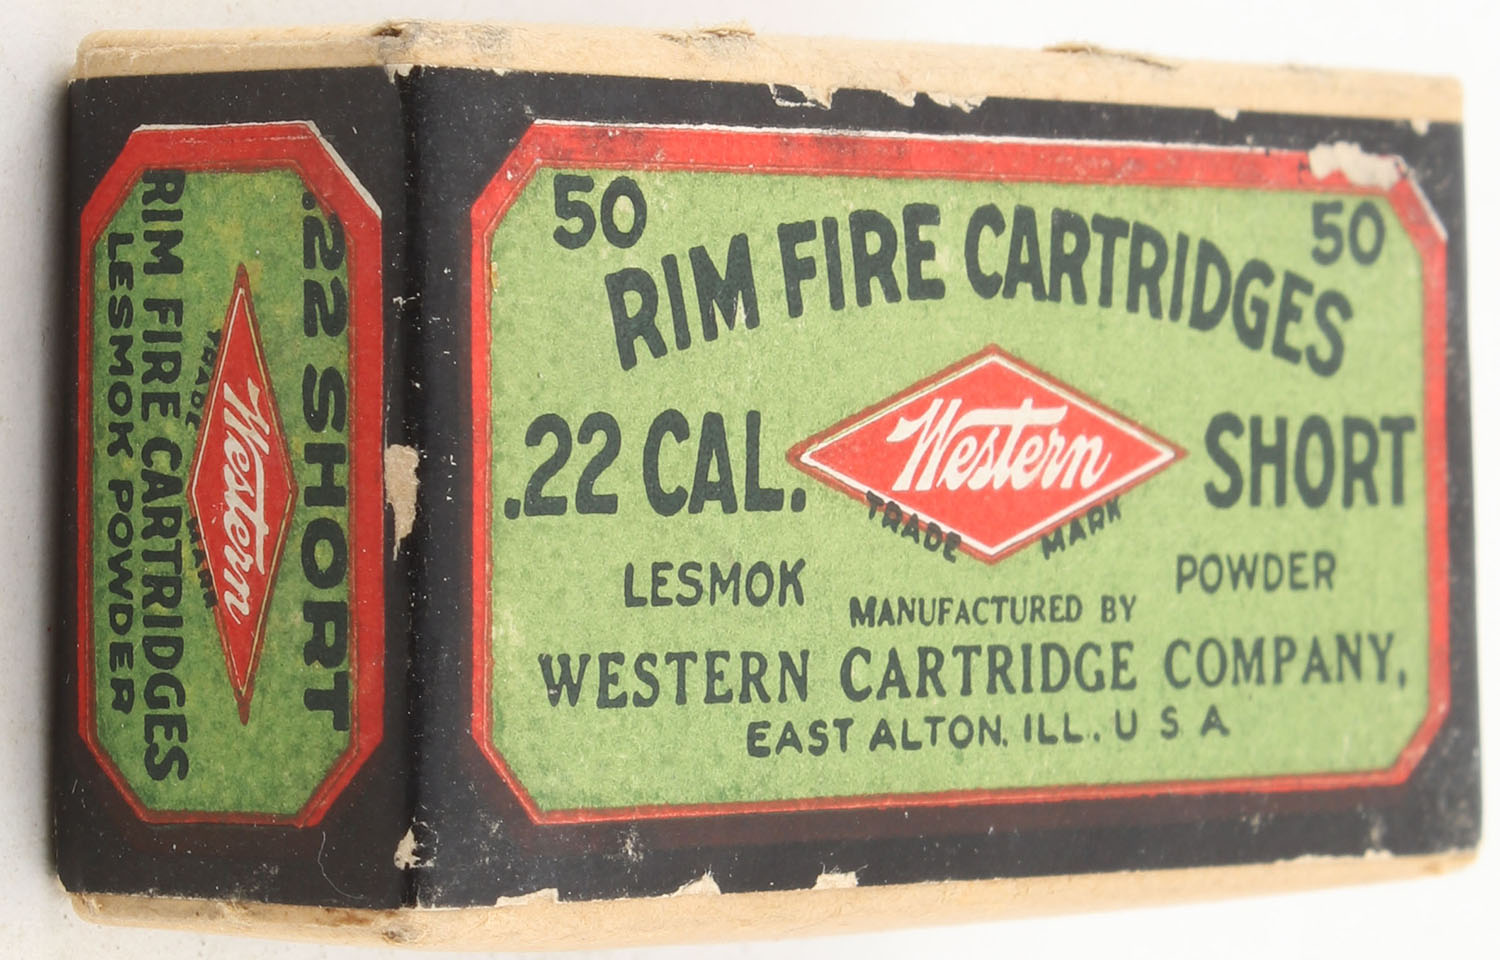 50 50
RIM FIRE CARTRIDGES
.22 CAL. Western SHORT
TRADE MARK
LESMOK POWDER
MANUFACTURED BY
WESTERN CARTRIDGE COMPANY,
EAST ALTON, ILL., U S A
.22 SHORT
Western
TRADE MARK
RIM FIRE CARTRIDGES
LESMOK POWDER